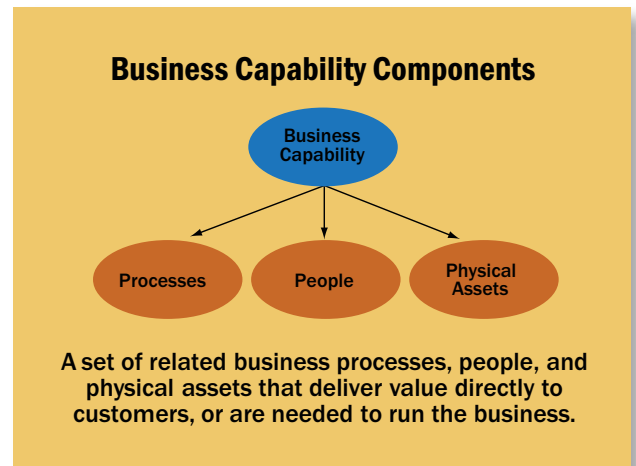 Business Capability Components
Business
Capability
Processes
People
Physical
Assets
A set of related business processes, people, and
physical assets that deliver value directly to
customers, or are needed to run the business.